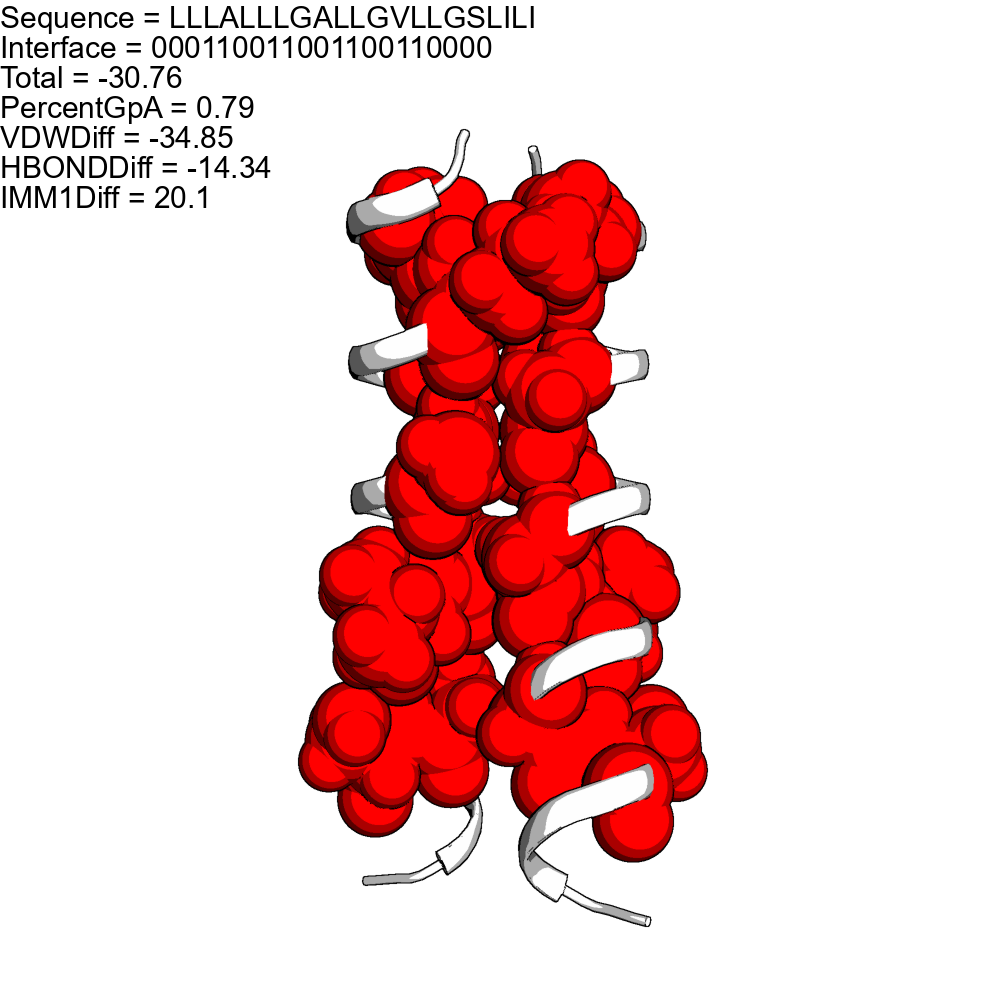 Sequence = LLLALLLGALLGVLLGSLILI
Interface = 000110011001100110000
Total = -30.76
PercentGpA = 0.79
VDWDiff = -34.85
HBONDDiff = -14.34
IMM1Diff = 20.1